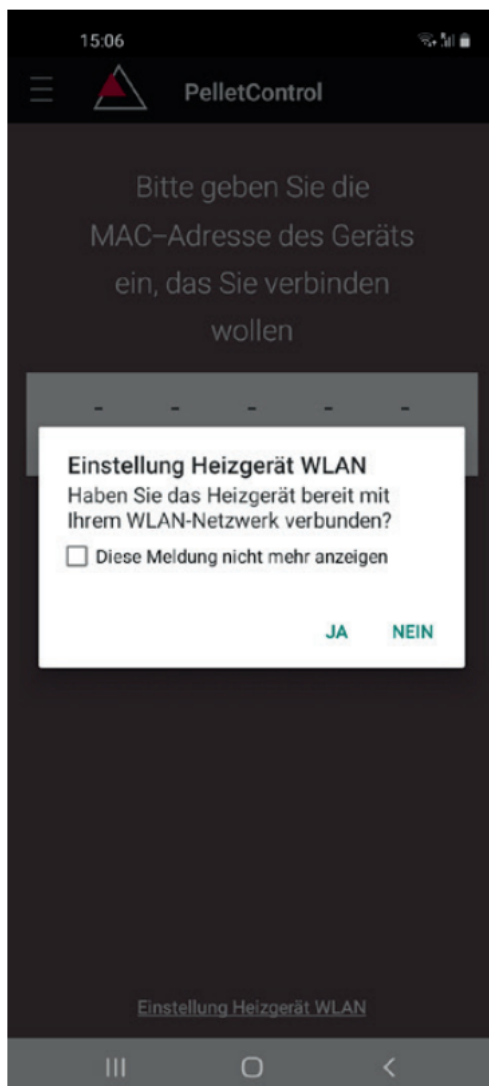 15:06
PelletControl
Bitte geben Sie die
MAC–Adresse des Geräts
ein, das Sie verbinden
wollen
- - - - -
Einstellung Heizgerät WLAN
Haben Sie das Heizgerät bereit mit
Ihrem WLAN-Netzwerk verbunden?
Diese Meldung nicht mehr anzeigen
JA NEIN
Einstellung Heizgerät WLAN